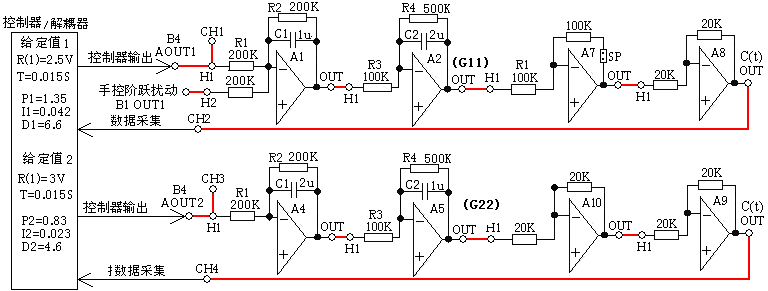 控制器/解耦器
给定值1
R(1)=2.5V
T=0.015S
P1=1.35
I1=0.042
D1=6.6
给定值2
R(1)=3V
T=0.015S
P2=0.83
I2=0.023
D2=4.6
控制器输出
B4
AOUT1
CH1
H1
R1
200K
R2 200K
C1 1u
A1
OUT
H1
R3
100K
R4 500K
C2 2u
A2
OUT
(G11)
H1
R1
100K
100K
A7
SP
OUT
H1
20K
20K
A8
C(t)
OUT
手控阶跃扰动
B1 OUT1
H2
200K
数据采集
CH2
控制器输出
B4
AOUT2
CH3
H1
R1
200K
R2 200K
C1 2u
A4
OUT
H1
R3
100K
R4 500K
C2 1u
A5
OUT
(G22)
H1
20K
20K
A10
OUT
H1
20K
20K
A9
C(t)
OUT
数据采集
CH4